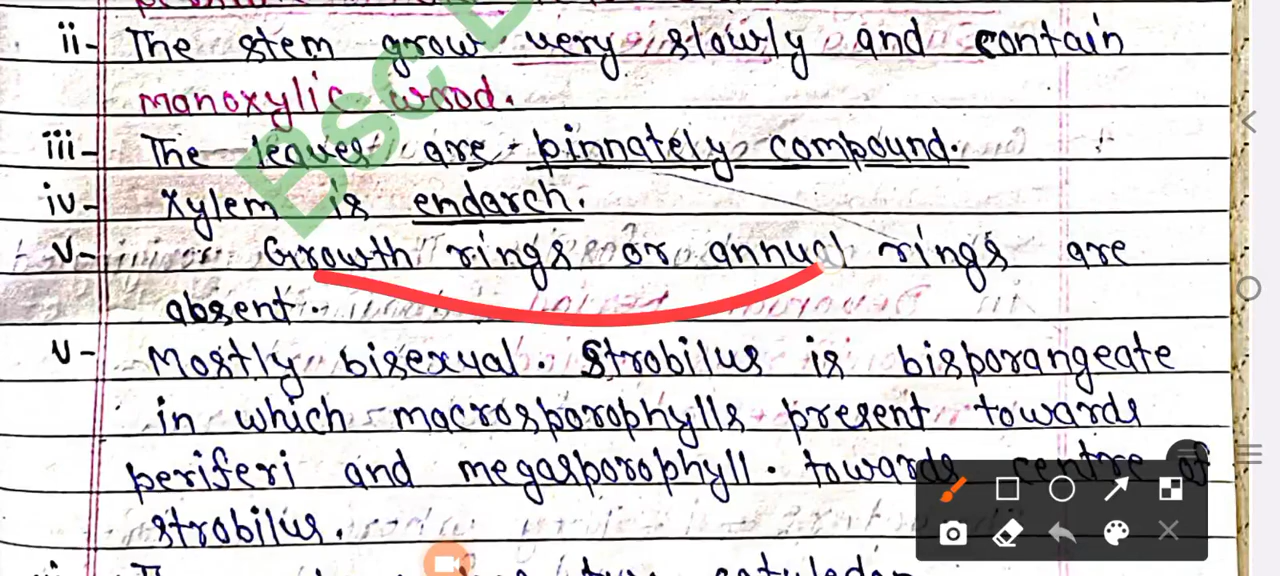 ii- The stem grow very slowly and contain
manoxylic wood.
iii- The leaves are pinnately compound.
iv- Xylem is endarch.
v- Growth rings or annual rings are
absent.
v- Mostly bisexual. Strobilus is bisporangeate
in which macrosporophylls present towards
periferi and megasporophyll. towards centre of
strobilus.
BSC